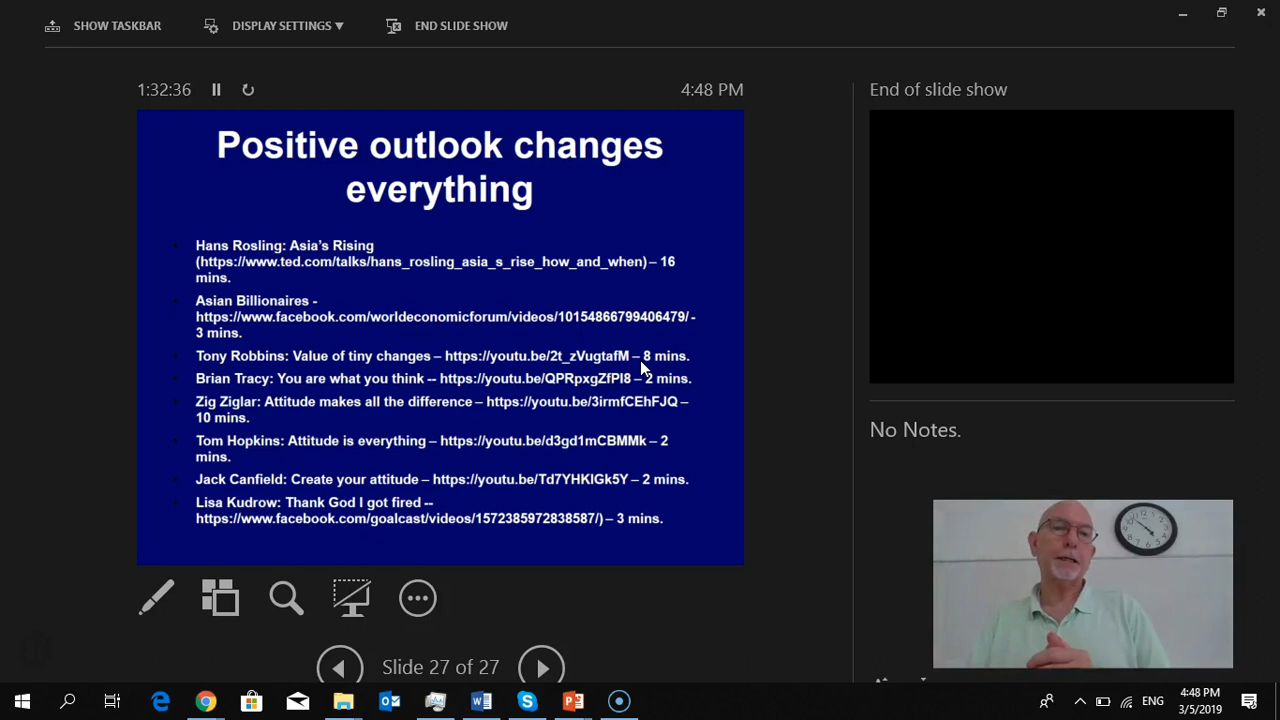 SHOW TASKBAR
DISPLAY SETTINGS ▼
END SLIDE SHOW
1:32:36
4:48 PM
End of slide show
Positive outlook changes
everything
Hans Rosling: Asia's Rising
(https://www.ted.com/talks/hans_rosling_asia_s_rise_how_and_when) – 16
mins.
Asian Billionaires -
https://www.facebook.com/worldeconomicforum/videos/10154866799406479/ -
3 mins.
Tony Robbins: Value of tiny changes – https://youtu.be/2t_zVugtafM – 8 mins.
Brian Tracy: You are what you think -- https://youtu.be/QPRpxgZfPI8 – 2 mins.
Zig Ziglar: Attitude makes all the difference – https://youtu.be/3irmfCEhFJQ –
10 mins.
Tom Hopkins: Attitude is everything – https://youtu.be/d3gd1mCBMMk – 2
mins.
Jack Canfield: Create your attitude – https://youtu.be/Td7YHKIGk5Y – 2 mins.
Lisa Kudrow: Thank God I got fired --
https://www.facebook.com/goalcast/videos/1572385972838587/) – 3 mins.
No Notes.
Slide 27 of 27
ENG
4:48 PM
3/5/2019